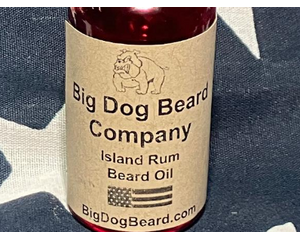 Big Dog Beard
Company
Island Rum
Beard Oil
BigDogBeard.com